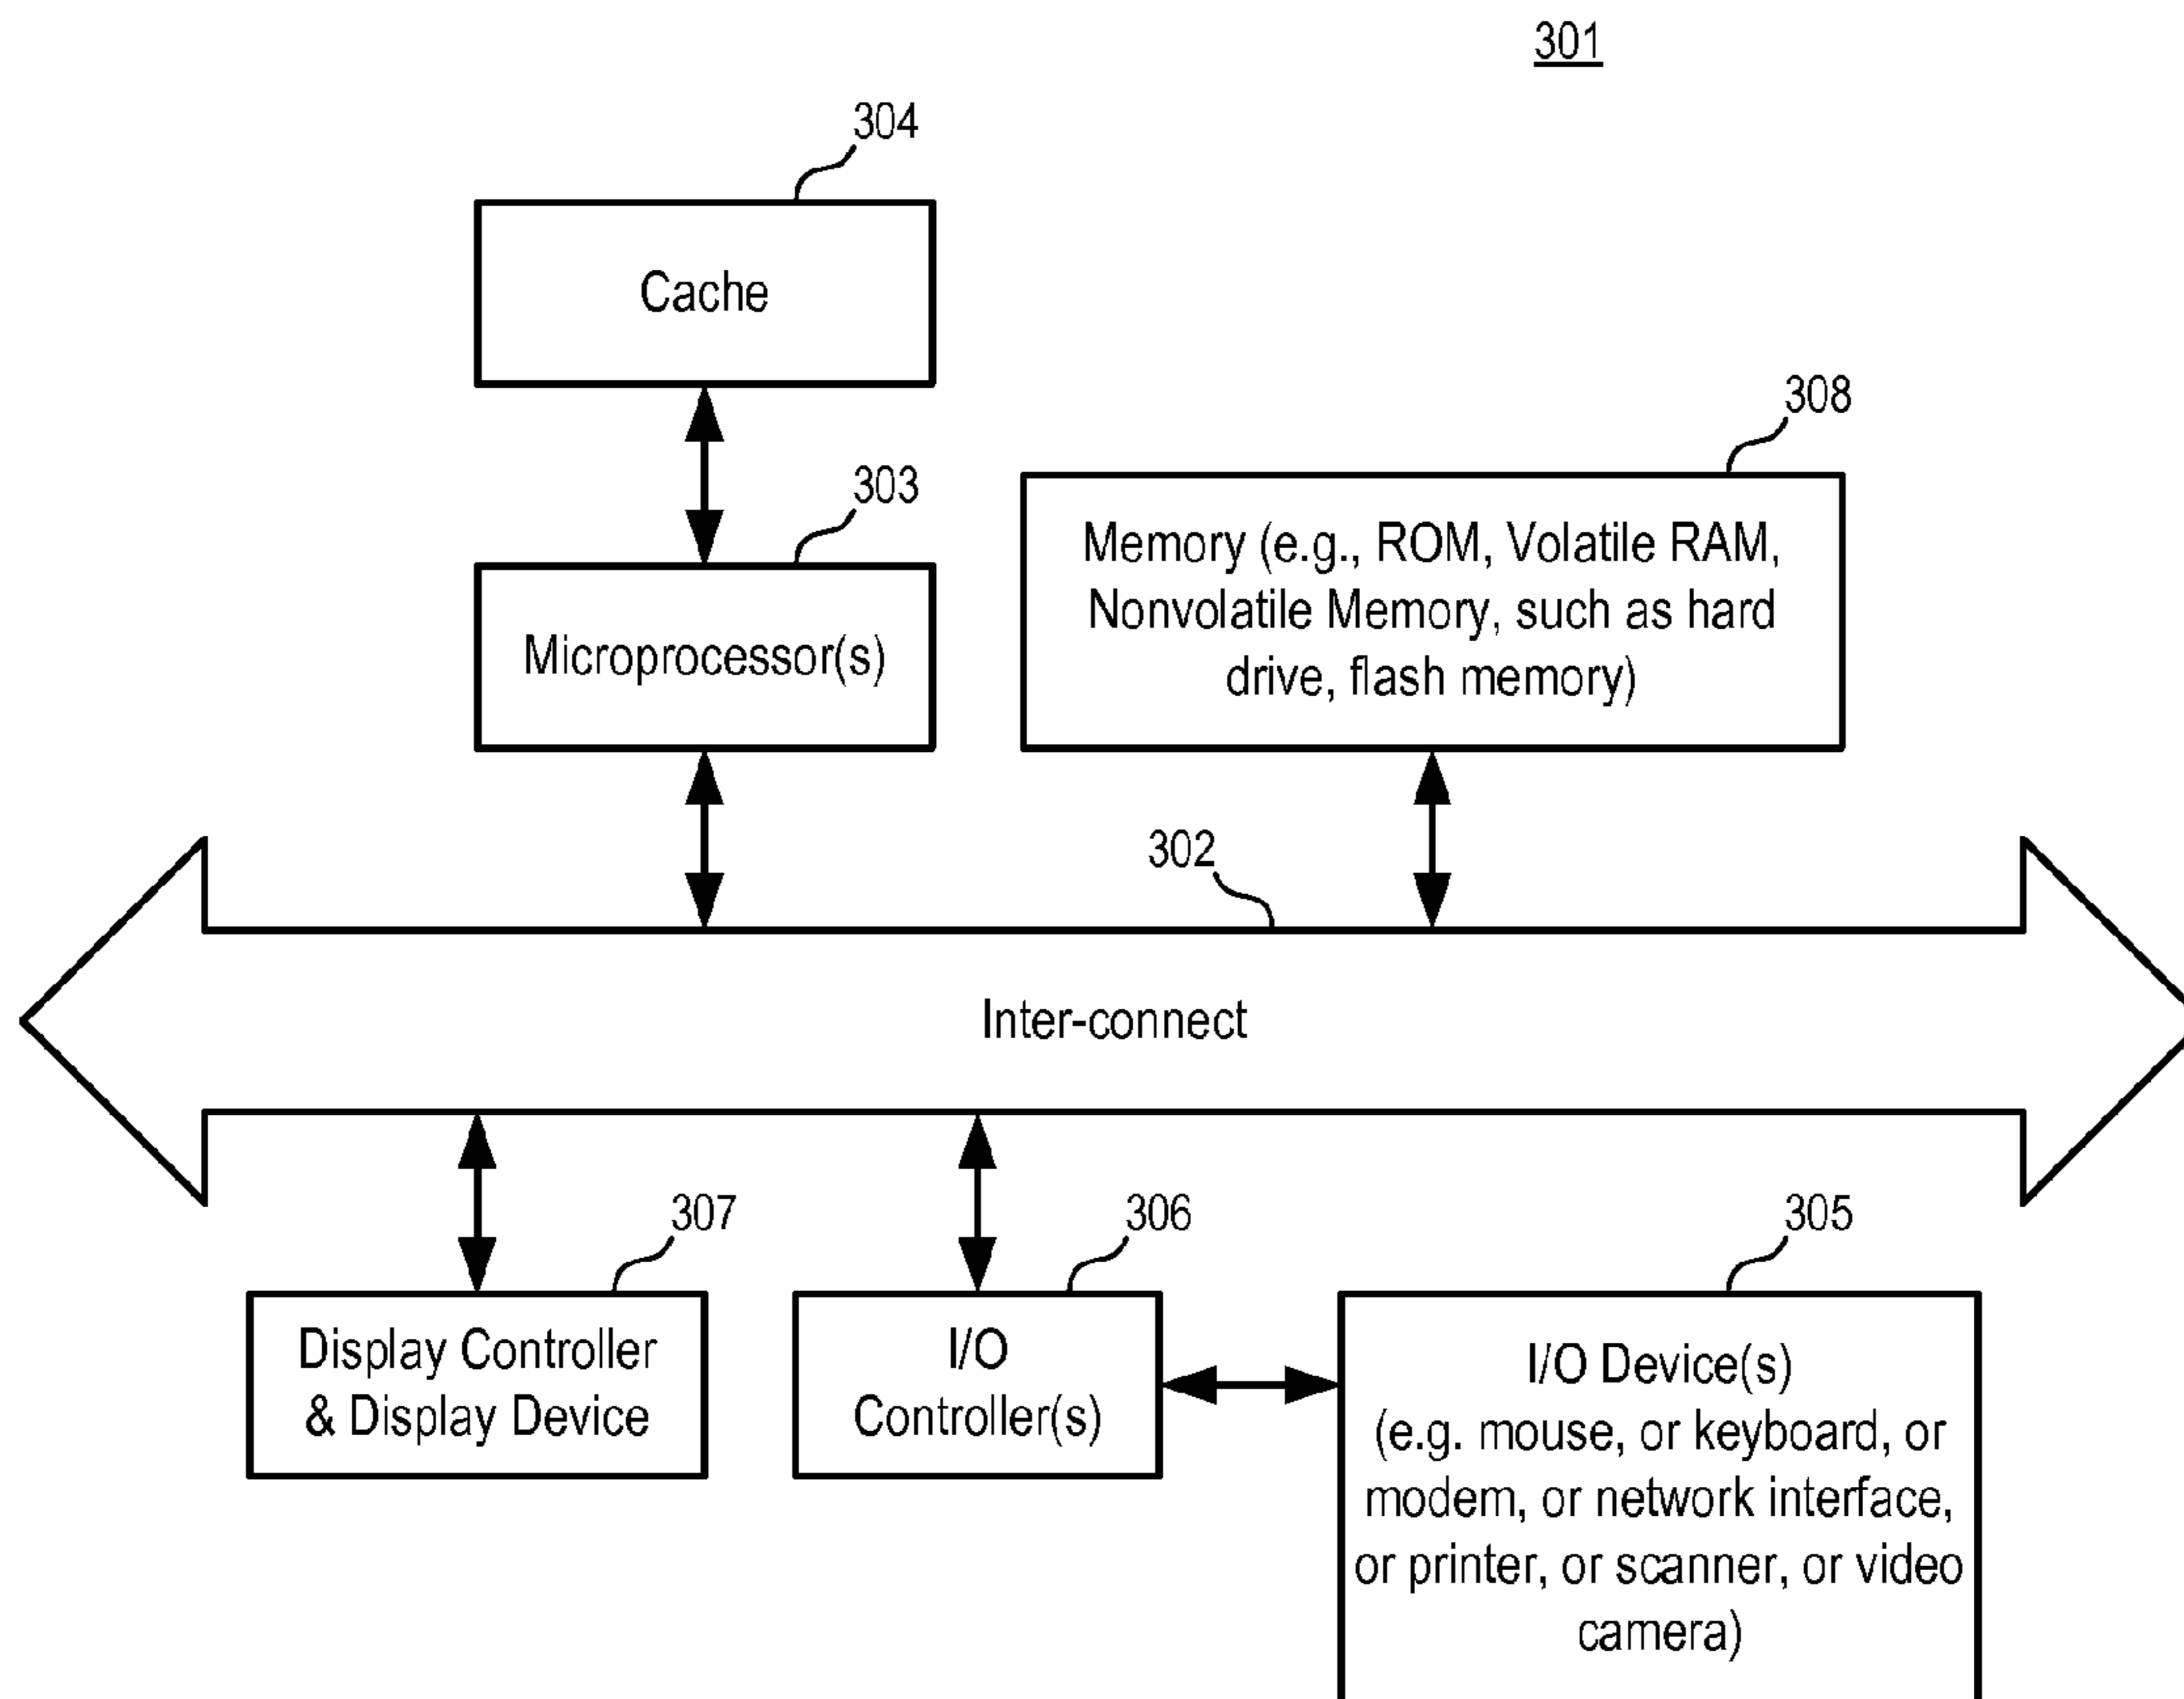 301
304
Cache
308
303
Memory (e.g., ROM, Volatile RAM,
Nonvolatile Memory, such as hard
drive, flash memory)
Microprocessor(s)
302
Inter-connect
307
306
305
Display Controller
& Display Device
I/O
Controller(s)
I/O Device(s)
(e.g. mouse, or keyboard, or
modem, or network interface,
or printer, or scanner, or video
camera)